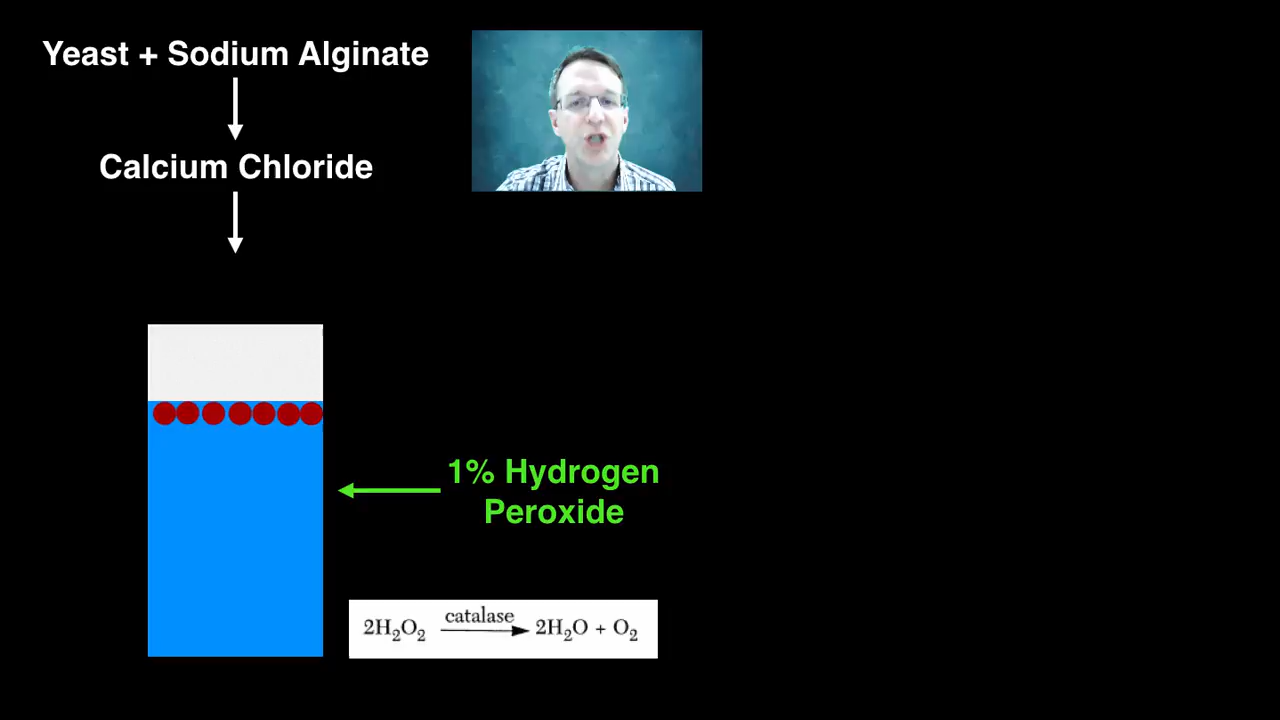 Yeast + Sodium Alginate
Calcium Chloride
1% Hydrogen
Peroxide
catalase
2H₂O₂ ⟶ 2H₂O + O₂